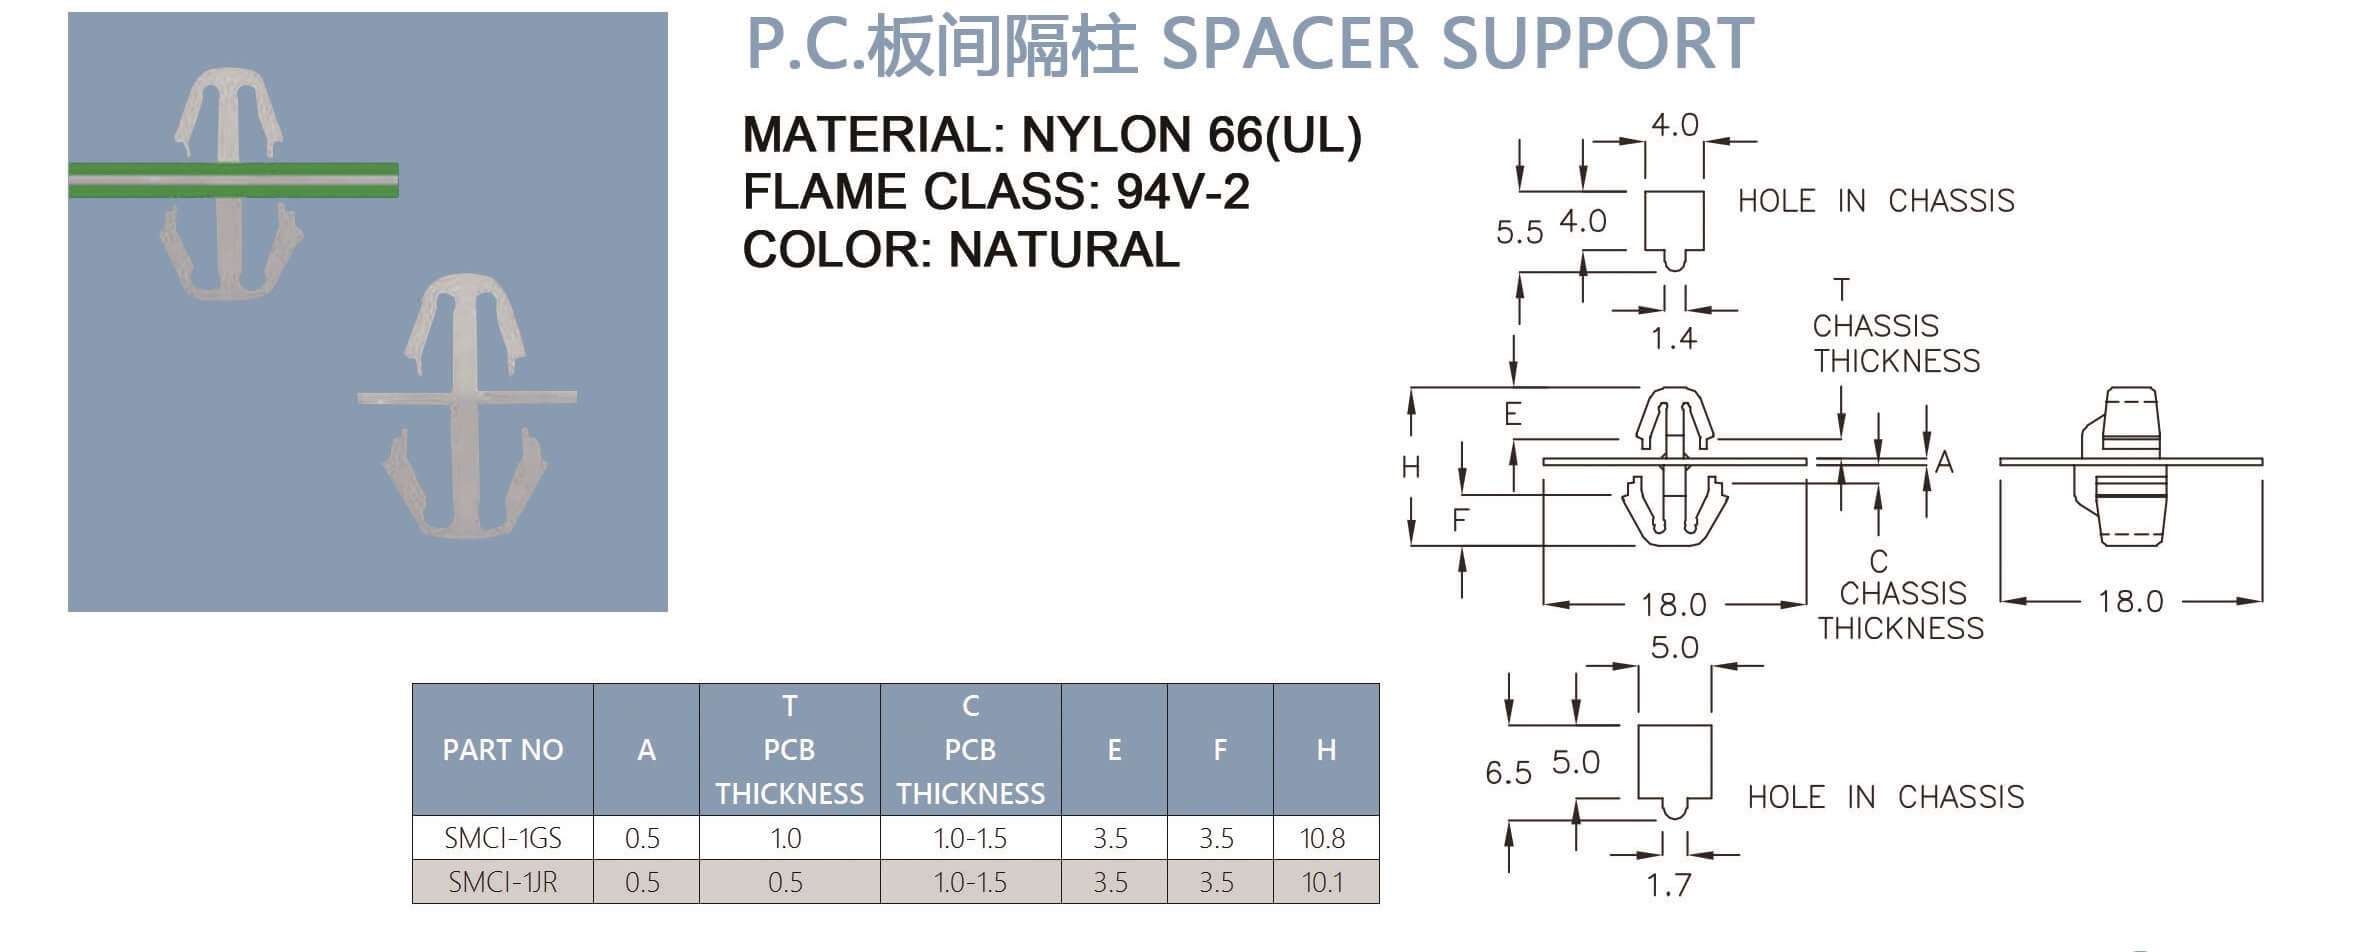 P.C.板间隔柱 SPACER SUPPORT
MATERIAL: NYLON 66(UL)
FLAME CLASS: 94V-2
COLOR: NATURAL
4.0
HOLE IN CHASSIS
5.5
4.0
1.4
T
CHASSIS
THICKNESS
E
H
A
F
C
CHASSIS
THICKNESS
18.0
18.0
5.0
6.5
5.0
HOLE IN CHASSIS
1.7
PART NO A T PCB THICKNESS C PCB THICKNESS E F H
SMCI-1GS 0.5 1.0 1.0-1.5 3.5 3.5 10.8
SMCI-1JR 0.5 0.5 1.0-1.5 3.5 3.5 10.1